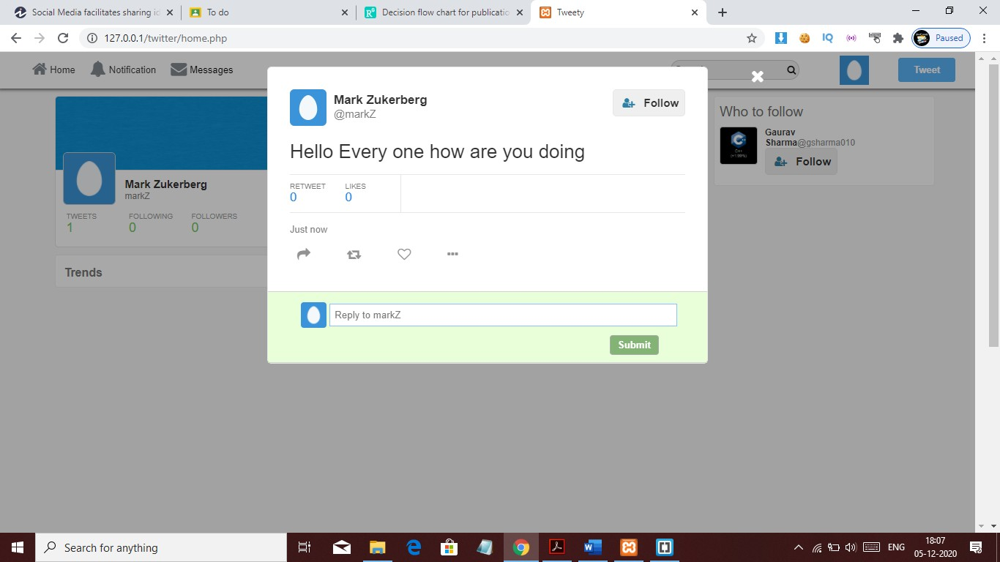 Social Media facilitates sharing
To do
Decision flow chart for publicatio
Tweety
127.0.0.1/twitter/home.php
IQ
Paused
Home
Notification
Messages
Tweet
Mark Zukerberg
markZ
TWEETS
FOLLOWING
FOLLOWERS
1
0
0
Trends
Mark Zukerberg
@markZ
Follow
Hello Every one how are you doing
RETWEET
LIKES
0
0
Just now
Reply to markZ
Submit
Who to follow
Gaurav
Sharma@gsharma010
Follow
Search for anything
ENG
18:07
05-12-2020